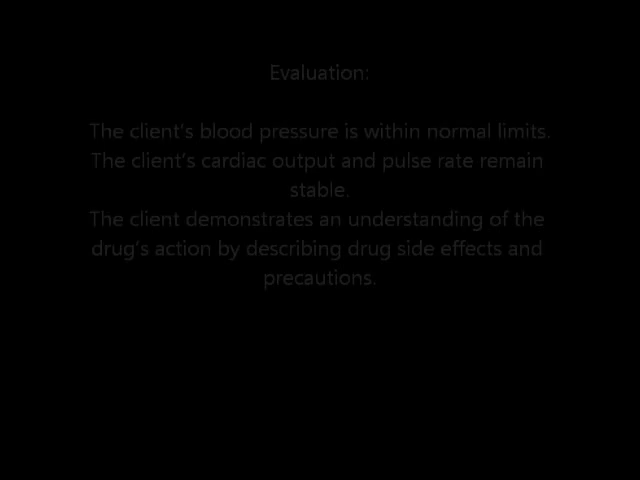 Evaluation:
The client's blood pressure is within normal limits.
The client’s cardiac output and pulse rate remain
stable.
The client demonstrates an understanding of the
drug’s action by describing drug side effects and
precautions.